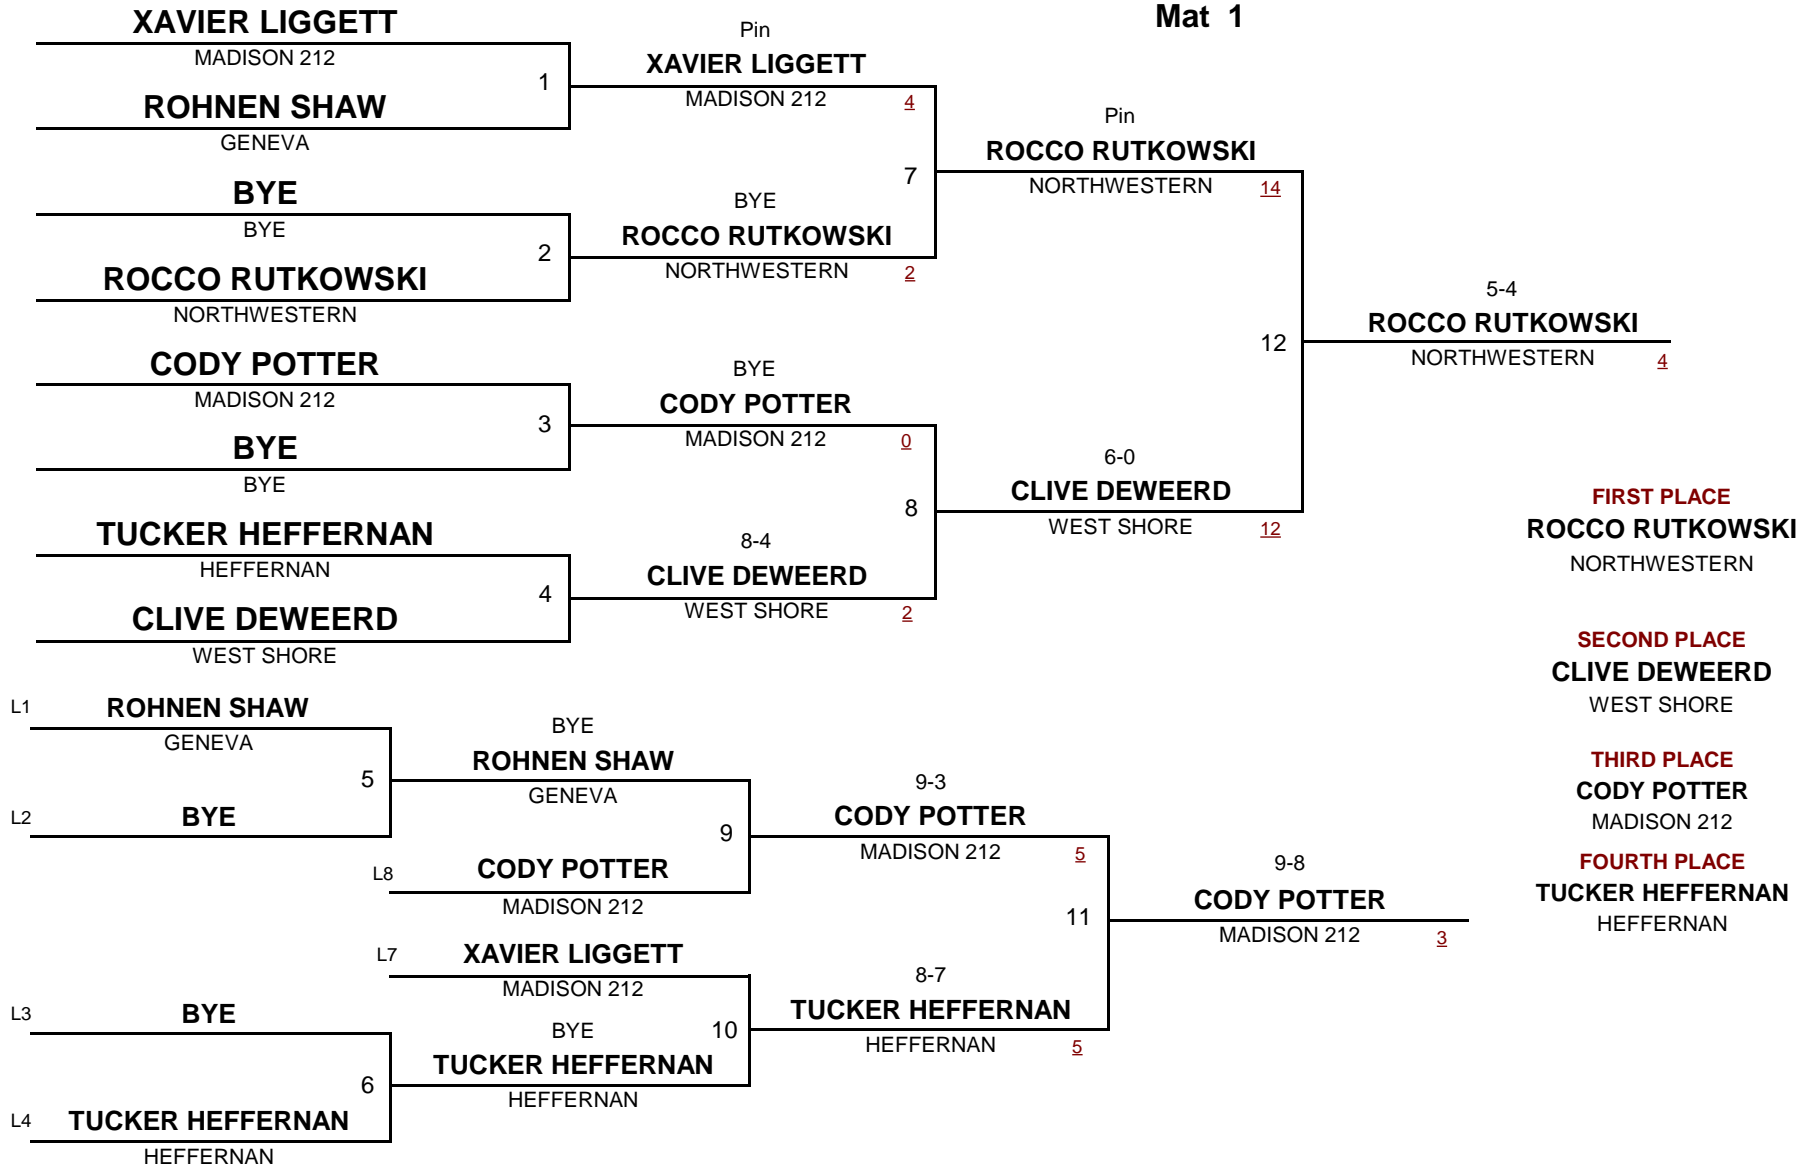 Mat 1
XAVIER LIGGETT
MADISON 212
1
ROHNEN SHAW
GENEVA
BYE
BYE
2
ROCCO RUTKOWSKI
NORTHWESTERN
CODY POTTER
MADISON 212
3
BYE
BYE
TUCKER HEFFERNAN
HEFFERNAN
4
CLIVE DEWEERD
WEST SHORE
Pin
XAVIER LIGGETT
MADISON 212 4
7
BYE
ROCCO RUTKOWSKI
NORTHWESTERN 2
BYE
CODY POTTER
MADISON 212 0
8
8-4
CLIVE DEWEERD
WEST SHORE 2
Pin
ROCCO RUTKOWSKI
NORTHWESTERN 14
12
6-0
CLIVE DEWEERD
WEST SHORE 12
5-4
ROCCO RUTKOWSKI
NORTHWESTERN 4
FIRST PLACE
ROCCO RUTKOWSKI
NORTHWESTERN
SECOND PLACE
CLIVE DEWEERD
WEST SHORE
THIRD PLACE
CODY POTTER
MADISON 212
FOURTH PLACE
TUCKER HEFFERNAN
HEFFERNAN
L1 ROHNEN SHAW
GENEVA
5
L2 BYE
BYE
ROHNEN SHAW
GENEVA
9
L8 CODY POTTER
MADISON 212
L7 XAVIER LIGGETT
MADISON 212
10
BYE
TUCKER HEFFERNAN
HEFFERNAN
L3 BYE
6
L4 TUCKER HEFFERNAN
HEFFERNAN
9-3
CODY POTTER
MADISON 212 5
11
8-7
TUCKER HEFFERNAN
HEFFERNAN 5
9-8
CODY POTTER
MADISON 212 3